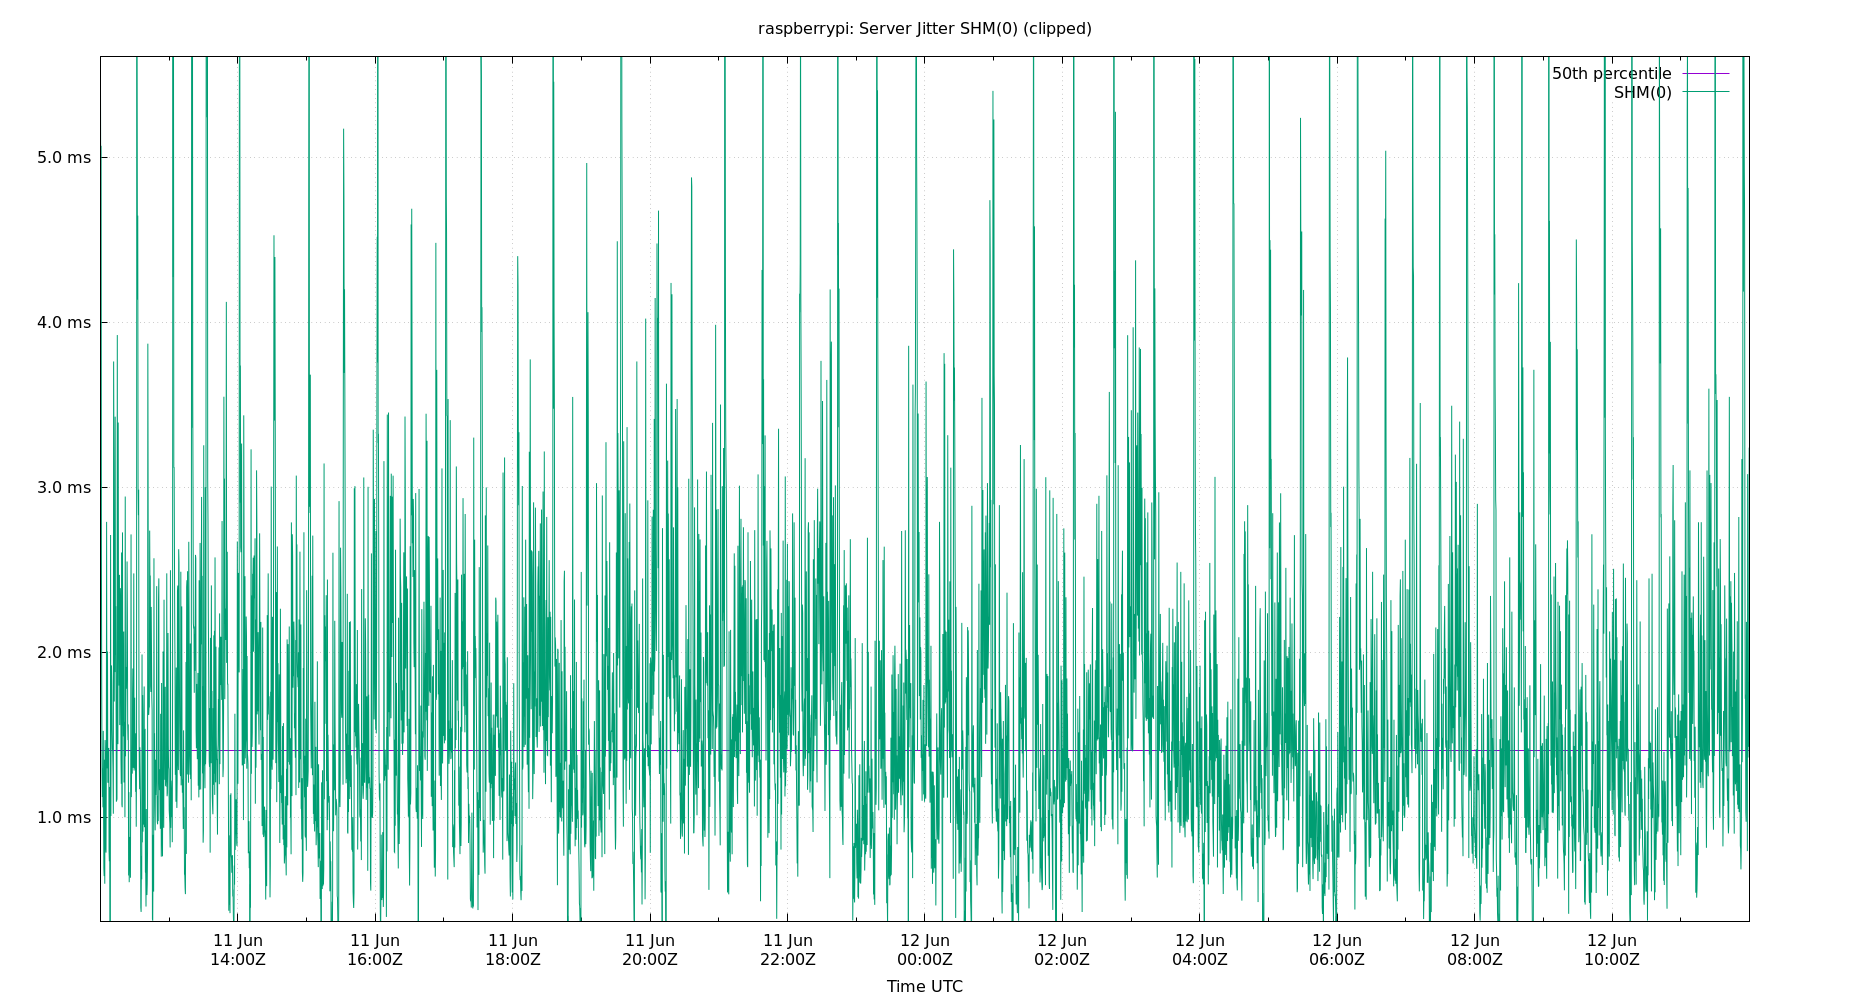 raspberrypi: Server Jitter SHM(0) (clipped)
50th percentile
SHM(0)
5.0 ms
4.0 ms
3.0 ms
2.0 ms
1.0 ms
11 Jun 11 Jun 11 Jun 11 Jun 11 Jun 12 Jun 12 Jun 12 Jun 12 Jun 12 Jun 12 Jun
14:00Z 16:00Z 18:00Z 20:00Z 22:00Z 00:00Z 02:00Z 04:00Z 06:00Z 08:00Z 10:00Z
Time UTC